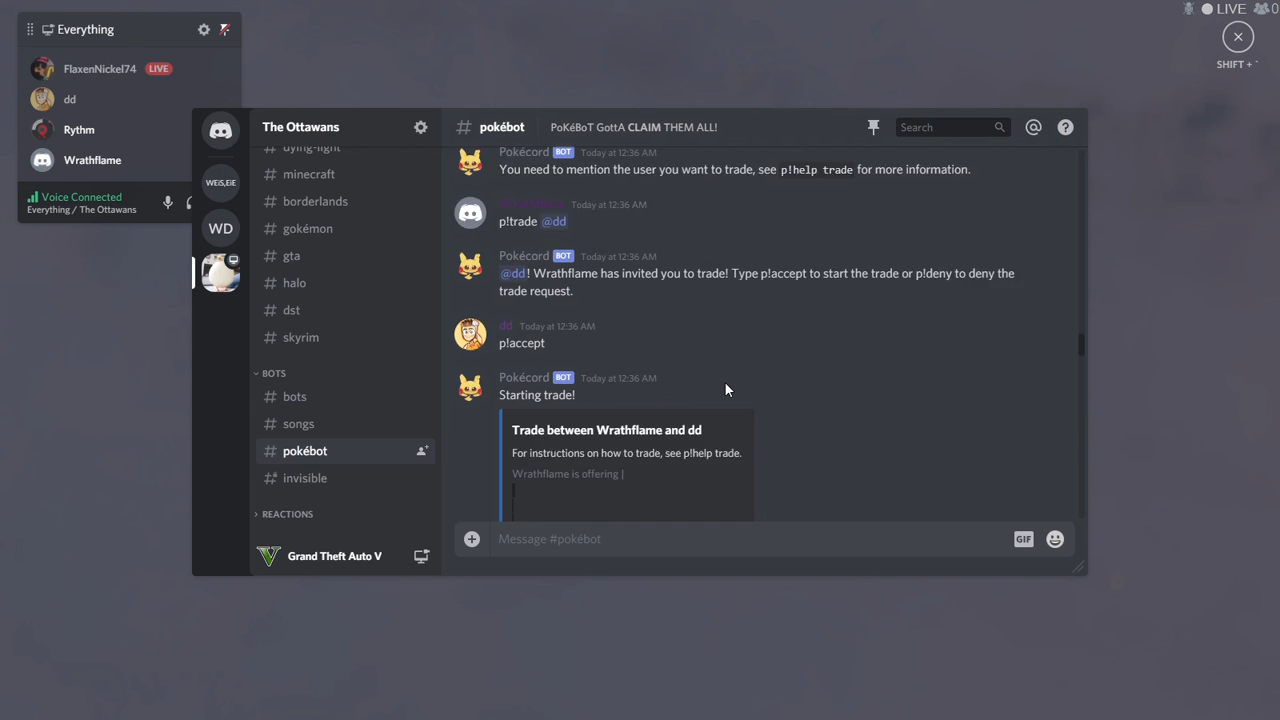 LIVE 0
SHIFT + `
Everything
FlaxenNickel74 LIVE
dd
Rythm
Wrathflame
Voice Connected
Everything / The Ottawans
WEiS,EiE
WD
The Ottawans
dying-light
# minecraft
# borderlands
# gokémon
# gta
# halo
# dst
# skyrim
BOTS
# bots
# songs
# pokébot
# invisible
REACTIONS
Grand Theft Auto V
# pokébot PoKéBoT GottA CLAIM THEM ALL!
Search
Pokécord BOT Today at 12:36 AM
You need to mention the user you want to trade, see p!help trade for more information.
Today at 12:36 AM
p!trade @dd
Pokécord BOT Today at 12:36 AM
@dd! Wrathflame has invited you to trade! Type p!accept to start the trade or p!deny to deny the
trade request.
dd Today at 12:36 AM
p!accept
Pokécord BOT Today at 12:36 AM
Starting trade!
Trade between Wrathflame and dd
For instructions on how to trade, see p!help trade.
Wrathflame is offering |
Message #pokébot
GIF